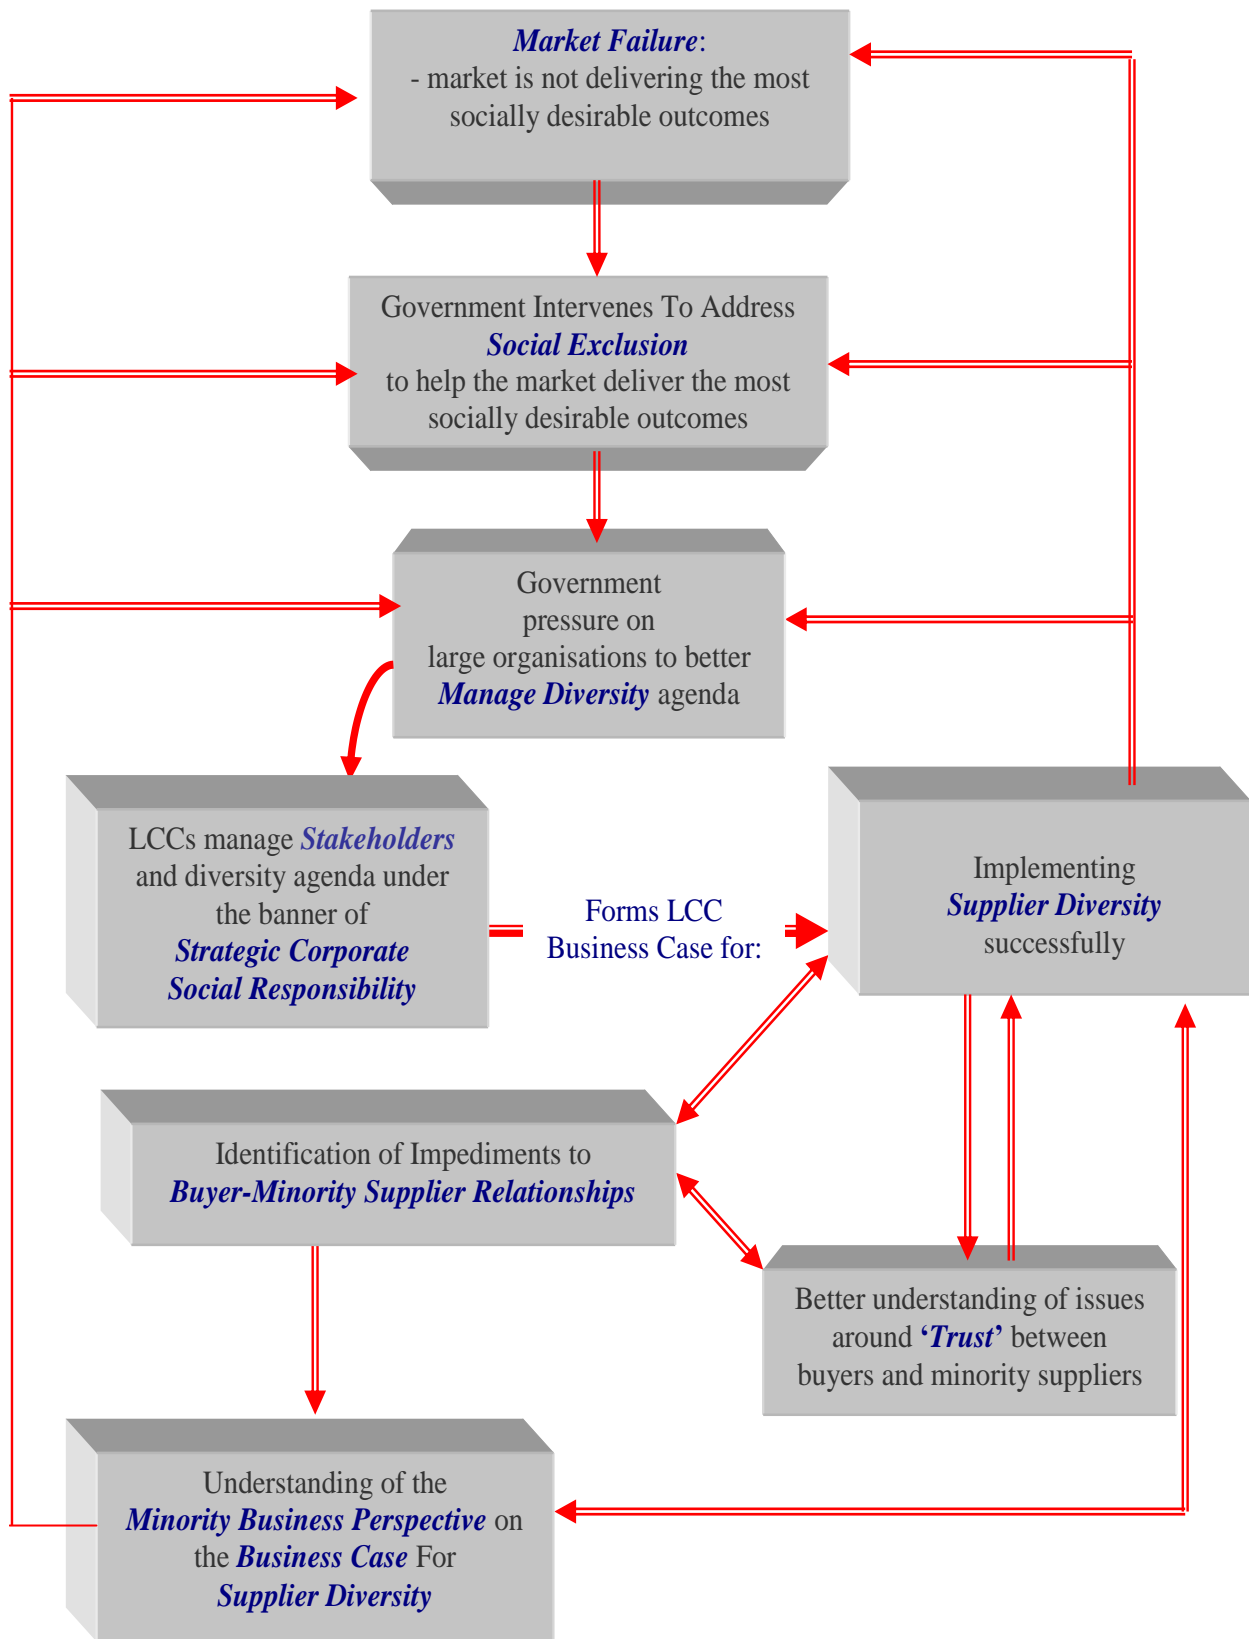 Market Failure:
- market is not delivering the most
socially desirable outcomes
Government Intervenes To Address
Social Exclusion
to help the market deliver the most
socially desirable outcomes
Government
pressure on
large organisations to better
Manage Diversity agenda
LCCs manage Stakeholders
and diversity agenda under
the banner of
Strategic Corporate
Social Responsibility
Forms LCC
Business Case for:
Implementing
Supplier Diversity
successfully
Identification of Impediments to
Buyer-Minority Supplier Relationships
Better understanding of issues
around ‘Trust’ between
buyers and minority suppliers
Understanding of the
Minority Business Perspective on
the Business Case For
Supplier Diversity